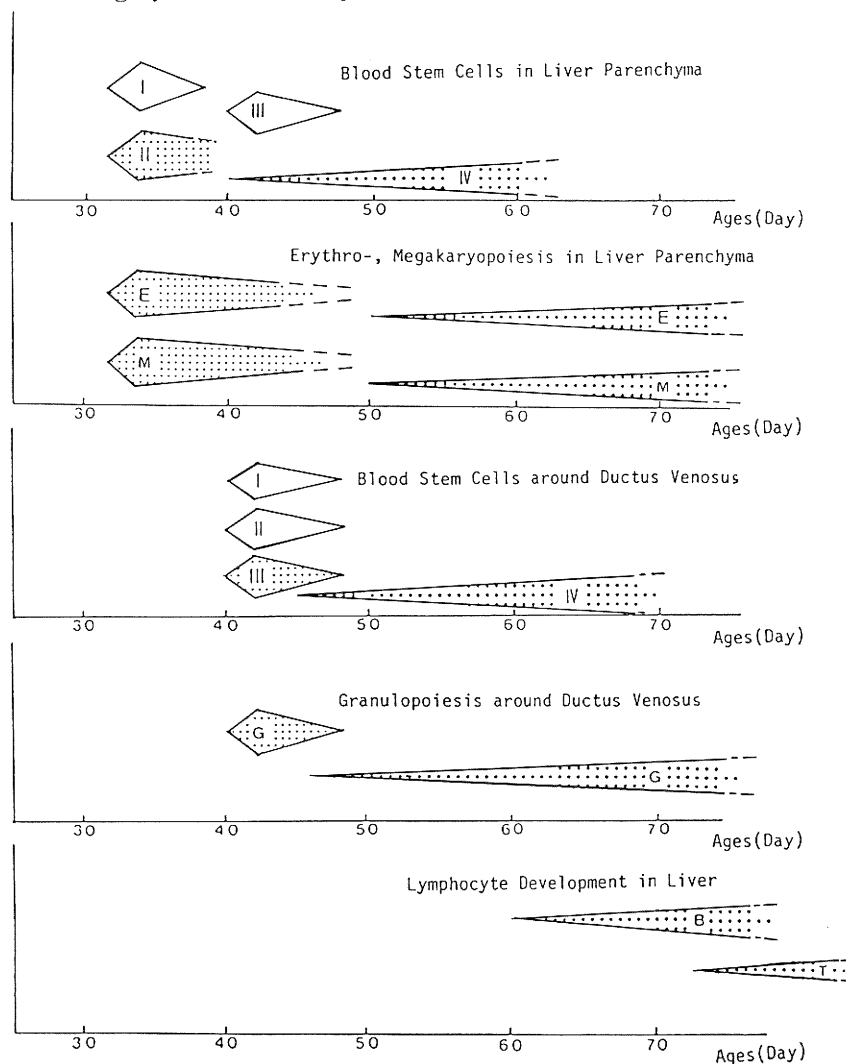 Blood Stem Cells in Liver Parenchyma
I
III
II
IV
30 40 50 60 70
Ages(Day)
Erythro-, Megakaryopoiesis in Liver Parenchyma
E
E
M
M
30 40 50 60 70
Ages(Day)
I
Blood Stem Cells around Ductus Venosus
II
III
IV
30 40 50 60 70
Ages(Day)
Granulopoiesis around Ductus Venosus
G
G
30 40 50 60 70
Ages(Day)
Lymphocyte Development in Liver
B
T
30 40 50 60 70
Ages(Day)